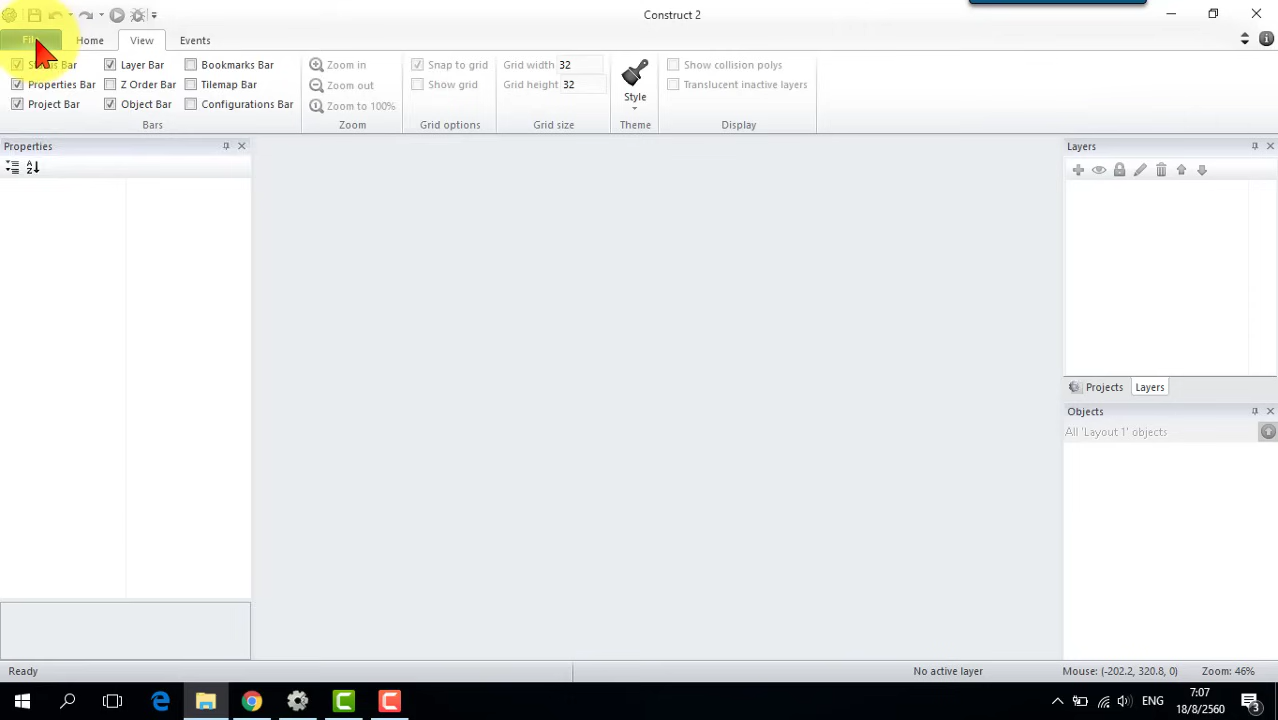 Construct 2
File Home View Events
Status Bar Layer Bar Bookmarks Bar
Properties Bar Z Order Bar Tilemap Bar
Project Bar Object Bar Configurations Bar
Bars
Zoom in
Zoom out
Zoom to 100%
Zoom
Snap to grid
Show grid
Grid options
Grid width 32
Grid height 32
Grid size
Style
Theme
Show collision polys
Translucent inactive layers
Display
Properties
Layers
Projects Layers
Objects
All 'Layout 1' objects
Ready No active layer Mouse: (-202.2, 320.8, 0) Zoom: 46%
ENG
7:07
18/8/2560
3